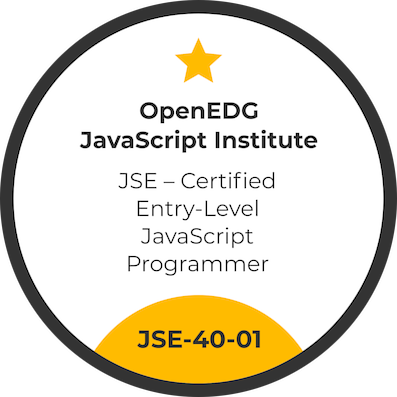 OpenEDG
JavaScript Institute
JSE – Certified
Entry-Level
JavaScript
Programmer
JSE-40-01